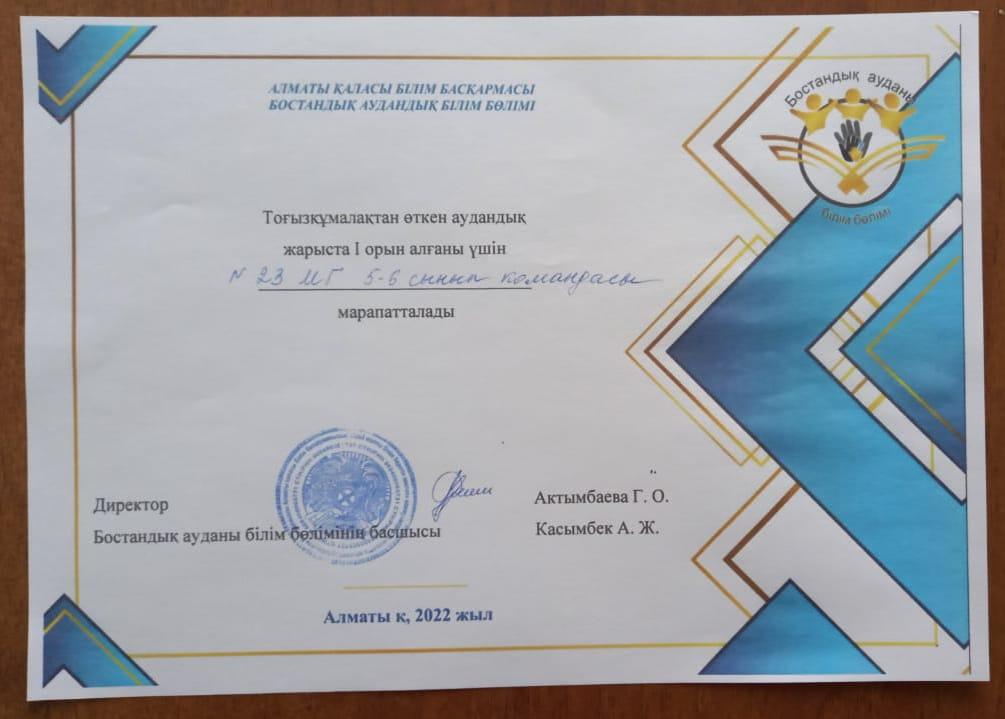 АЛМАТЫ ҚАЛАСЫ БІЛІМ БАСҚАРМАСЫ
БОСТАНДЫҚ АУДАНДЫҚ БІЛІМ БӨЛІМІ
Бостандық ауданы
білім бөлімі
Тоғызқұмалақтан өткен аудандық
жарыста I орын алғаны үшін
№ 23 МГ 5-6 сынып командасы
марапатталады
Директор
Актымбаева Г. О.
Бостандық ауданы білім бөлімінің басшысы
Касымбек А. Ж.
Алматы қ, 2022 жыл